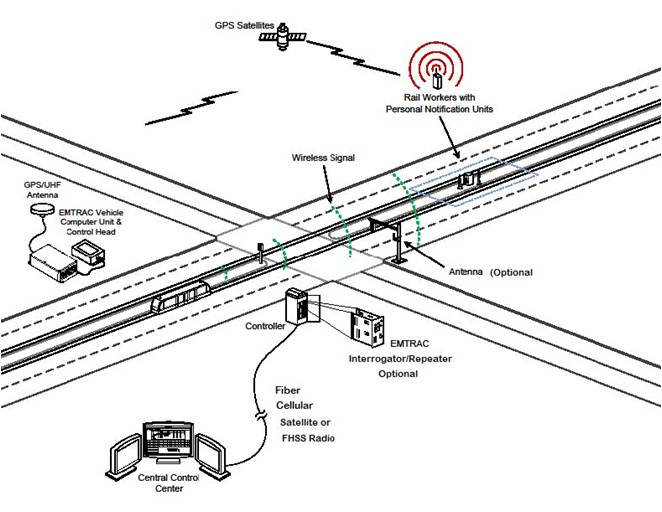 GPS Satellites
Rail Workers with
Personal Notification Units
Wireless Signal
GPS/UHF
Antenna
EMTRAC Vehicle
Computer Unit &
Control Head
Antenna (Optional)
Controller
EMTRAC
Interrogator/Repeater
Optional
Fiber
Cellular
Satellite or
FHSS Radio
Central Control
Center